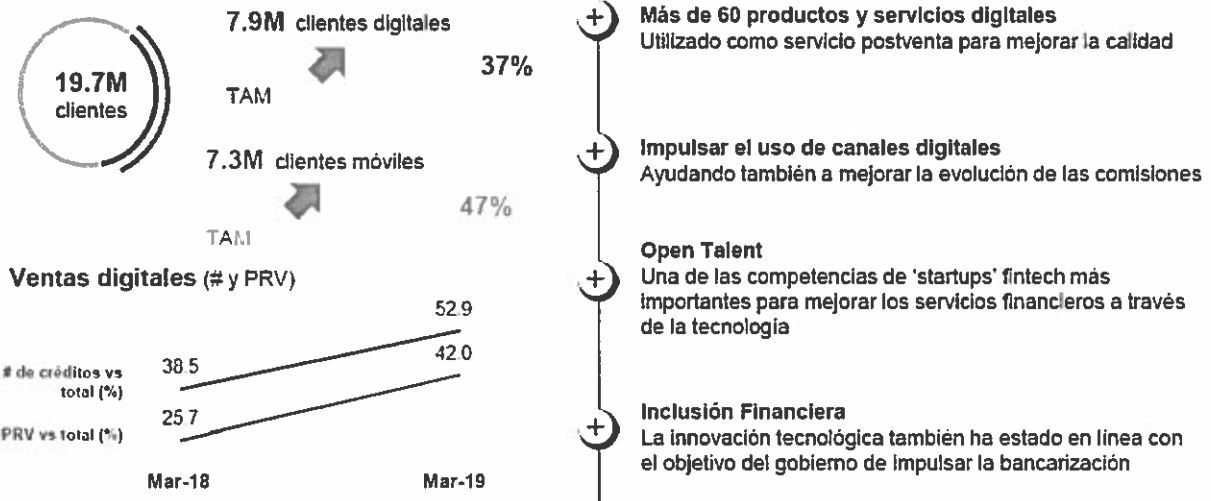 19.7M
clientes
7.9M clientes digitales
37%
TAM
7.3M clientes móviles
47%
TAM
Ventas digitales (# y PRV)
52.9
38.5
42.0
# de créditos vs
total (%)
25.7
PRV vs total (%)
Mar-18
Mar-19
+
Más de 60 productos y servicios digitales
Utilizado como servicio postventa para mejorar la calidad
+
Impulsar el uso de canales digitales
Ayudando también a mejorar la evolución de las comisiones
+
Open Talent
Una de las competencias de 'startups' fintech más
importantes para mejorar los servicios financieros a través
de la tecnología
+
Inclusión Financiera
La innovación tecnológica también ha estado en línea con
el objetivo del gobierno de impulsar la bancarización